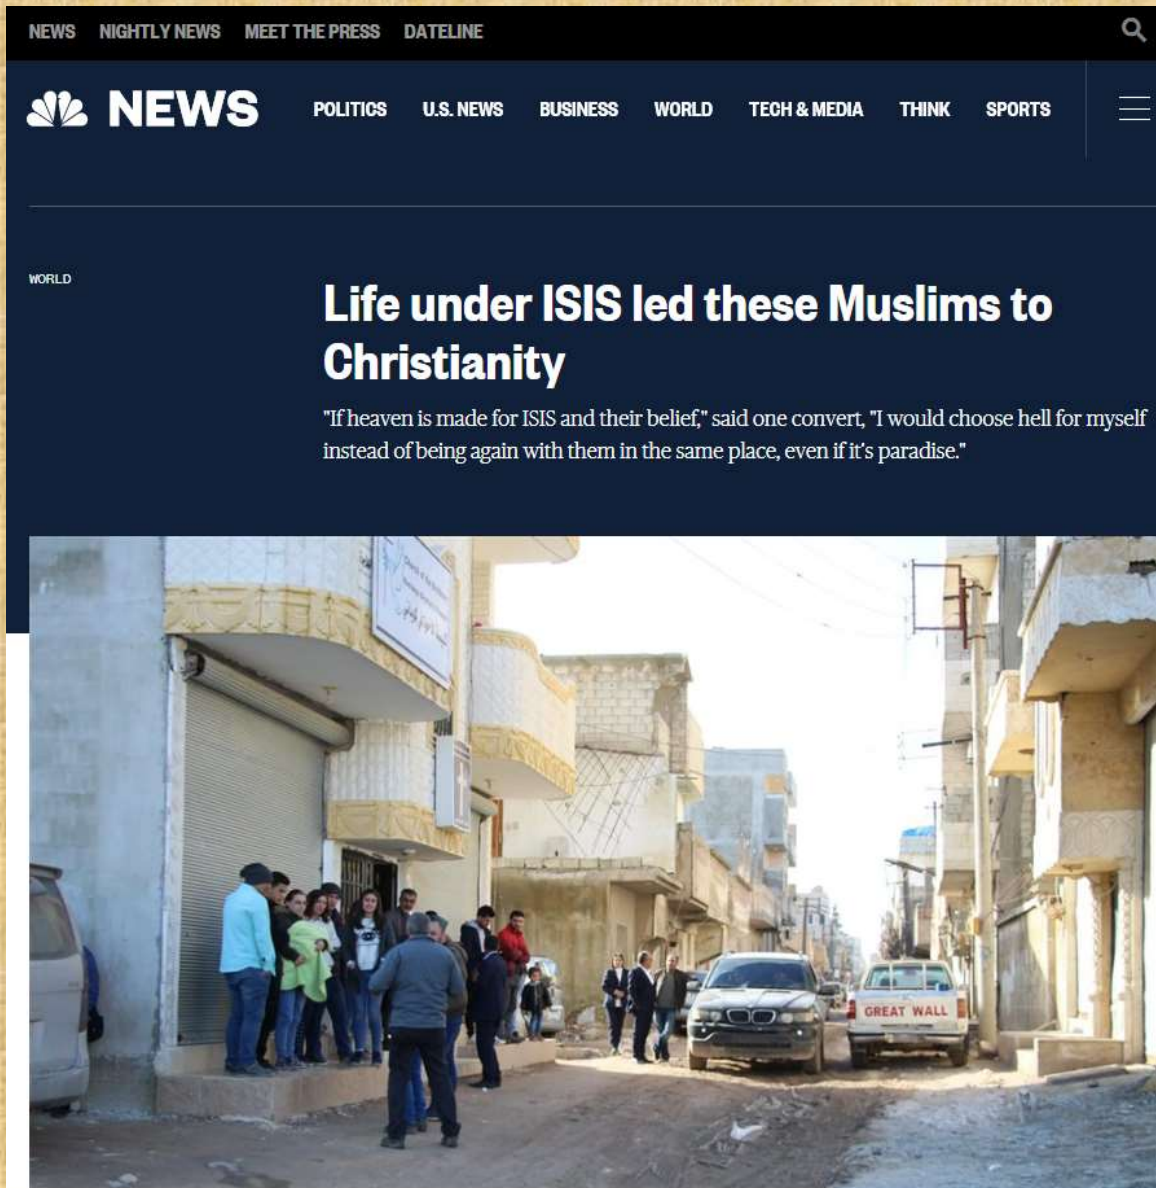 NEWS NIGHTLY NEWS MEET THE PRESS DATELINE
NEWS POLITICS U.S. NEWS BUSINESS WORLD TECH & MEDIA THINK SPORTS
WORLD
Life under ISIS led these Muslims to
Christianity
"If heaven is made for ISIS and their belief," said one convert, "I would choose hell for myself
instead of being again with them in the same place, even if it's paradise."
GREAT WALL